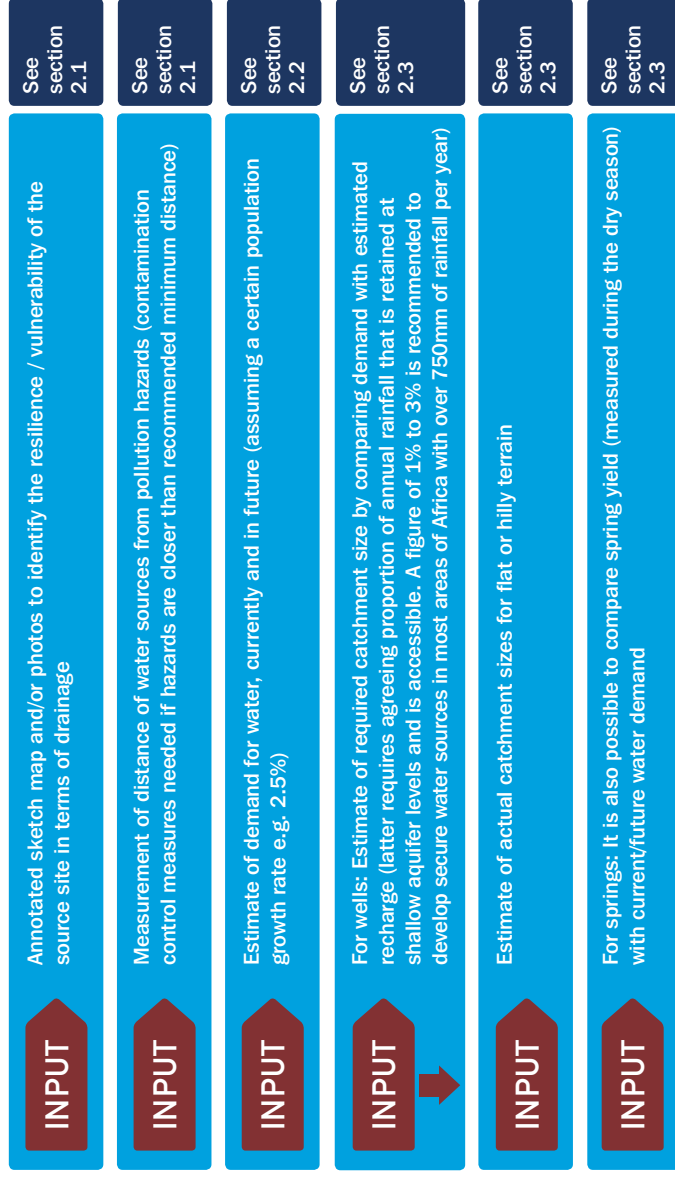 INPUT
Annotated sketch map and/or photos to identify the resilience / vulnerability of the
source site in terms of drainage
See
section
2.1
INPUT
Measurement of distance of water sources from pollution hazards (contamination
control measures needed if hazards are closer than recommended minimum distance)
See
section
2.1
INPUT
Estimate of demand for water, currently and in future (assuming a certain population
growth rate e.g. 2.5%)
See
section
2.2
INPUT
For wells: Estimate of required catchment size by comparing demand with estimated
recharge (latter requires agreeing proportion of annual rainfall that is retained at
shallow aquifer levels and is accessible. A figure of 1% to 3% is recommended to
develop secure water sources in most areas of Africa with over 750mm of rainfall per year)
See
section
2.3
INPUT
Estimate of actual catchment sizes for flat or hilly terrain
See
section
2.3
INPUT
For springs: It is also possible to compare spring yield (measured during the dry season)
with current/future water demand
See
section
2.3